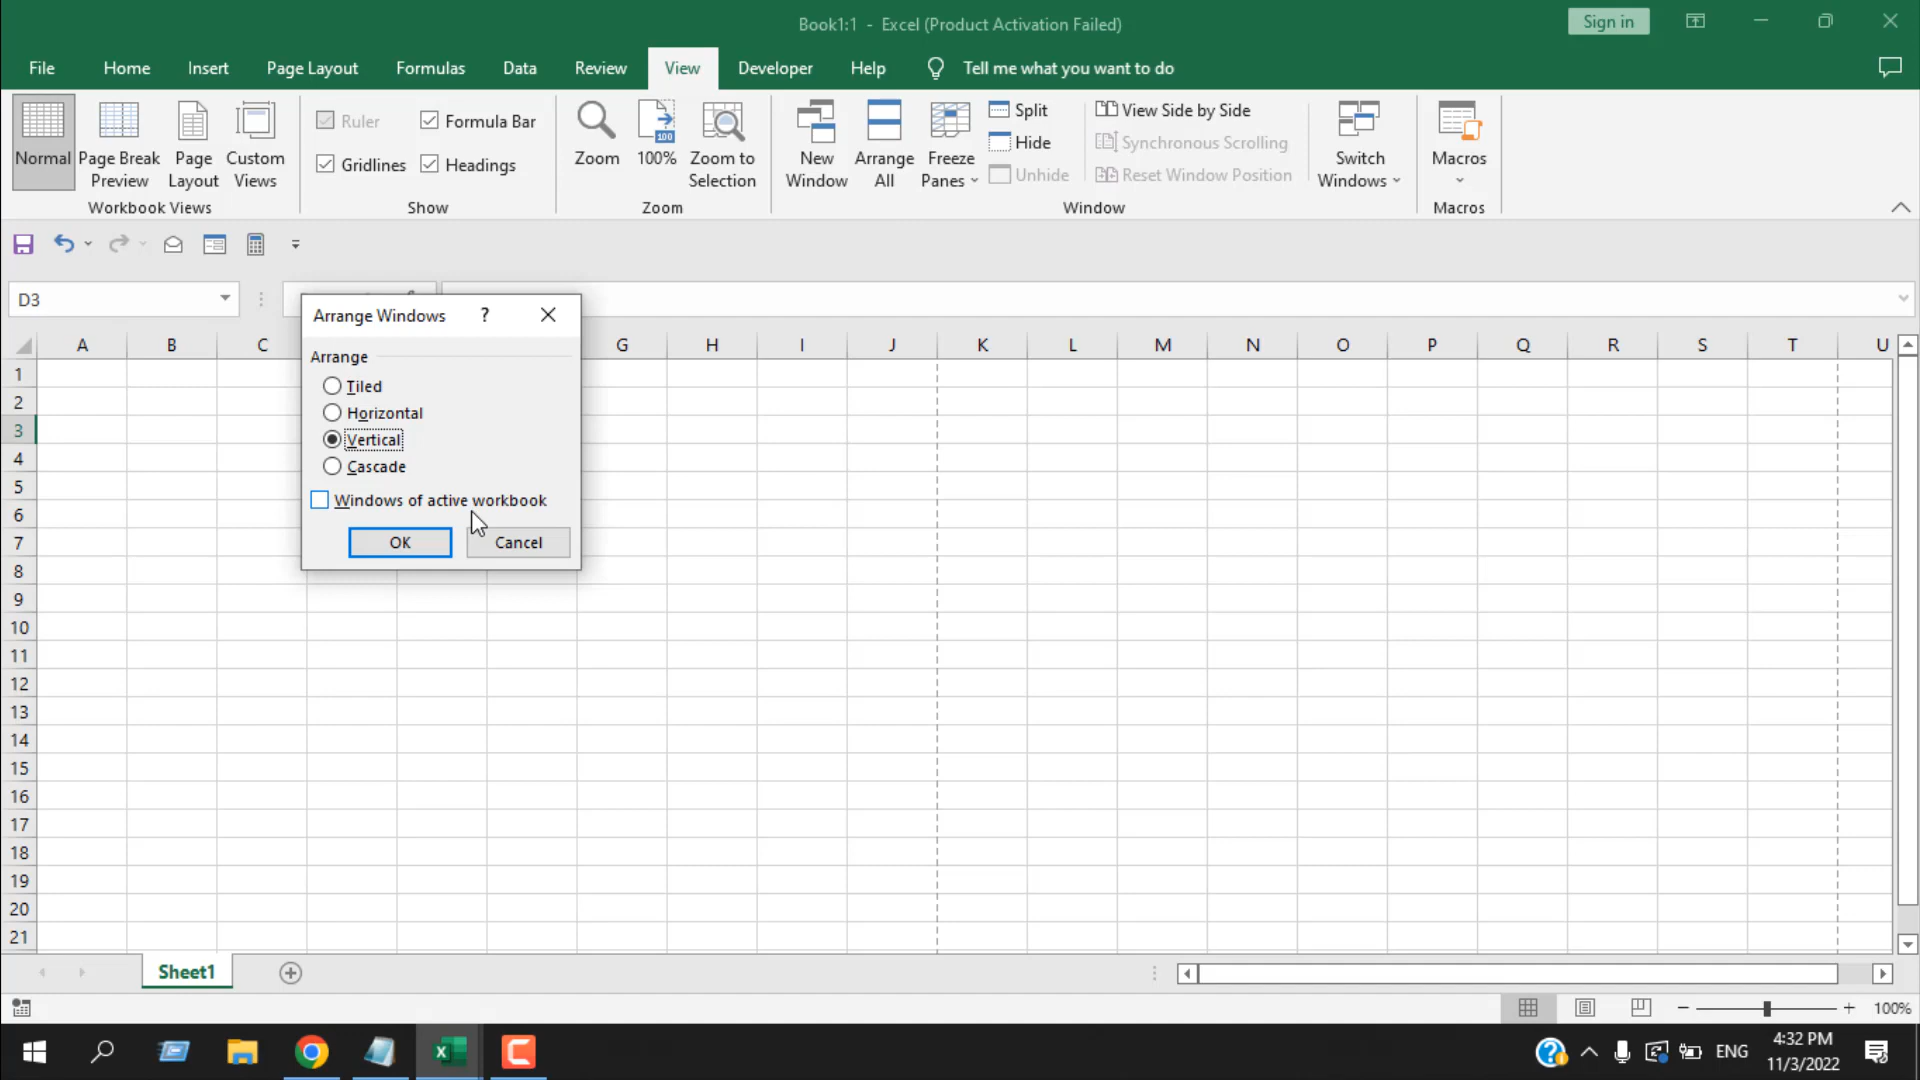 Book1:1 - Excel (Product Activation Failed)
Sign in
File Home Insert Page Layout Formulas Data Review View Developer Help Tell me what you want to do
Normal
Page Break Preview
Page Layout
Custom Views
Workbook Views
Ruler
Formula Bar
Gridlines
Headings
Show
Zoom
100
100%
Zoom to Selection
Zoom
New Window
Arrange All
Freeze Panes
Split
Hide
Unhide
View Side by Side
Synchronous Scrolling
Reset Window Position
Switch Windows
Window
Macros
Macros
D3
Arrange Windows ?
Arrange
Tiled
Horizontal
Vertical
Cascade
Windows of active workbook
OK Cancel
A B C G H I J K L M N O P Q R S T U
1
2
3
4
5
6
7
8
9
10
11
12
13
14
15
16
17
18
19
20
21
Sheet1
100%
ENG
4:32 PM
11/3/2022